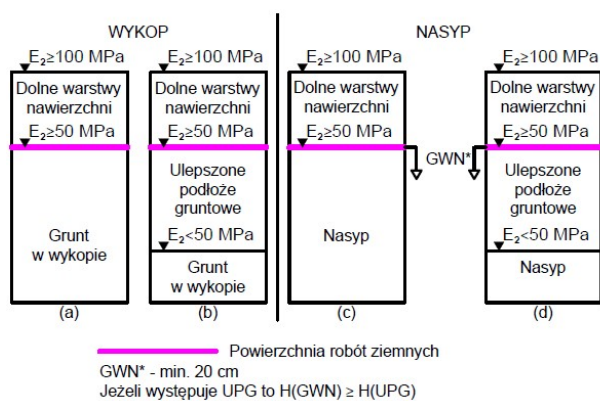 WYKOP
NASYP
E₂≥100 MPa
E₂≥100 MPa
E₂≥100 MPa
E₂≥100 MPa
Dolne warstwy
nawierzchni
Dolne warstwy
nawierzchni
Dolne warstwy
nawierzchni
Dolne warstwy
nawierzchni
E₂≥50 MPa
E₂≥50 MPa
E₂≥50 MPa
E₂≥50 MPa
GWN*
Grunt
w wykopie
Ulepszone
podłoże
gruntowe
Nasyp
Ulepszone
podłoże
gruntowe
E₂<50 MPa
E₂<50 MPa
Grunt
w wykopie
Nasyp
(a)
(b)
(c)
(d)
Powierzchnia robót ziemnych
GWN* - min. 20 cm
Jeżeli występuje UPG to H(GWN) ≥ H(UPG)